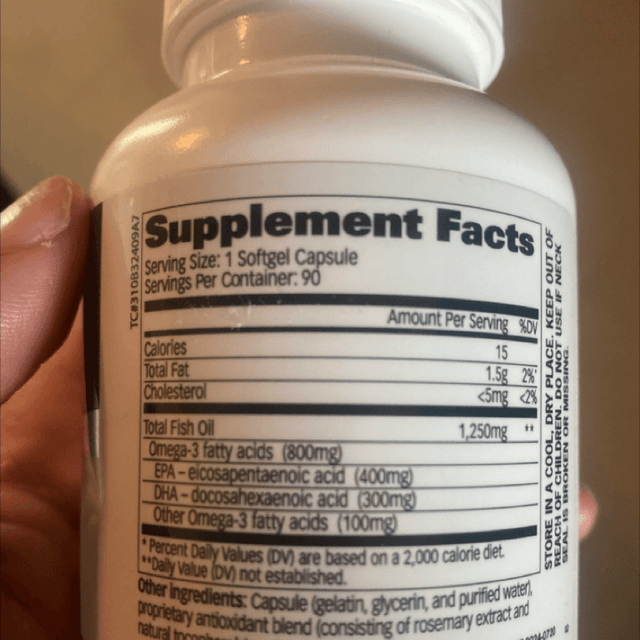 Supplement Facts
Serving Size: 1 Softgel Capsule
Servings Per Container: 90
Amount Per Serving %DV
Calories 15
Total Fat 1.5g 2%*
Cholesterol <5mg <2%
Total Fish Oil 1,250mg **
Omega-3 fatty acids (800mg)
EPA - eicosapentaenoic acid (400mg)
DHA - docosahexaenoic acid (300mg)
Other Omega-3 fatty acids (100mg)
* Percent Daily Values (DV) are based on a 2,000 calorie diet.
**Daily Value (DV) not established.
Other Ingredients: Capsule (gelatin, glycerin, and purified water),
proprietary antioxidant blend (consisting of rosemary extract and
natural
TC#310B32409A7
STORE IN A COOL, DRY PLACE. KEEP OUT OF
REACH OF CHILDREN. DO NOT USE IF NECK
SEAL IS BROKEN OR MISSING.